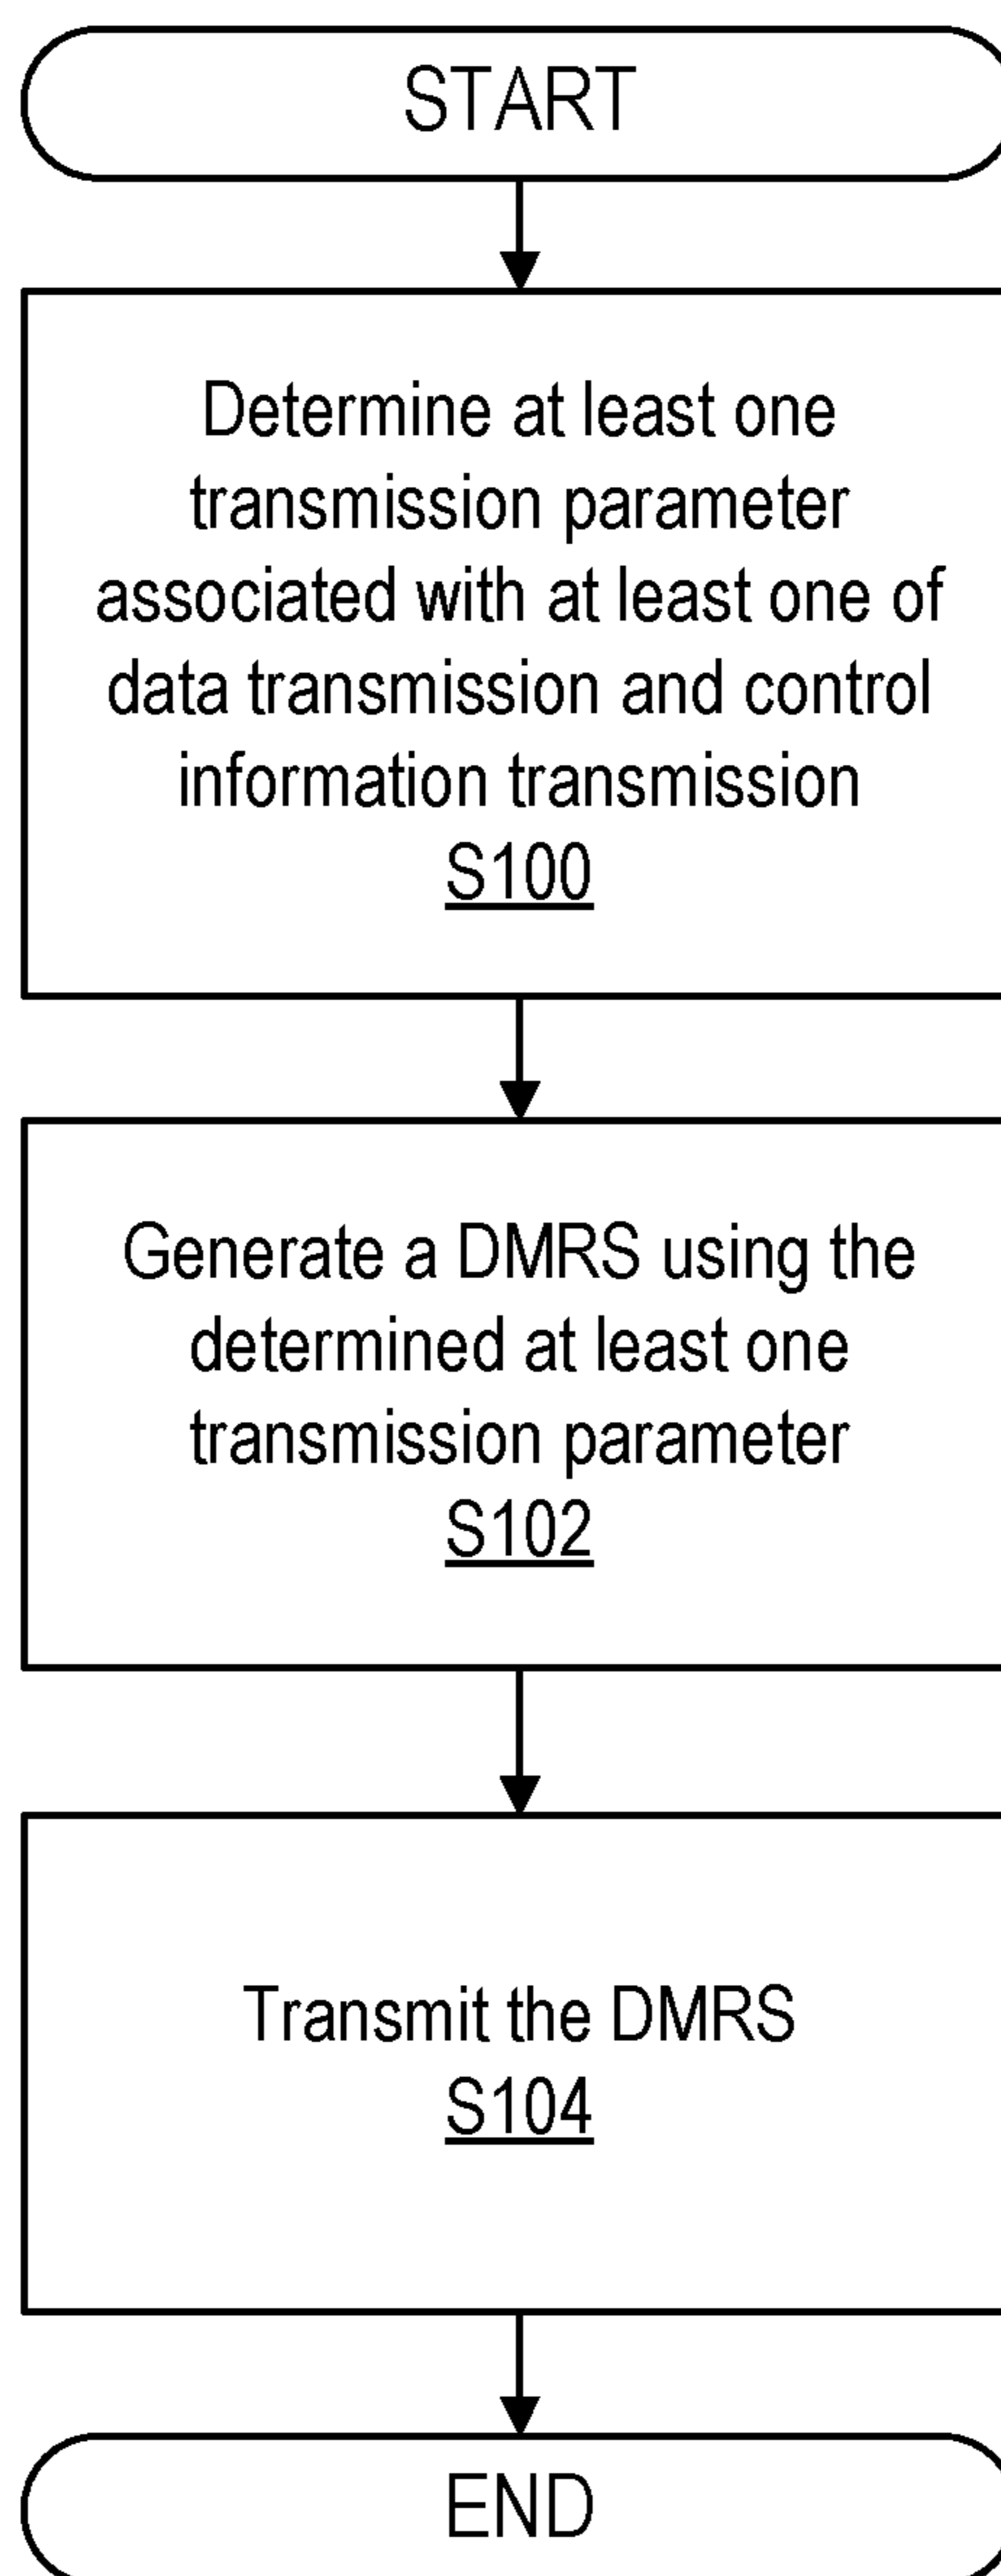 START
Determine at least one
transmission parameter
associated with at least one of
data transmission and control
information transmission
S100
Generate a DMRS using the
determined at least one
transmission parameter
S102
Transmit the DMRS
S104
END